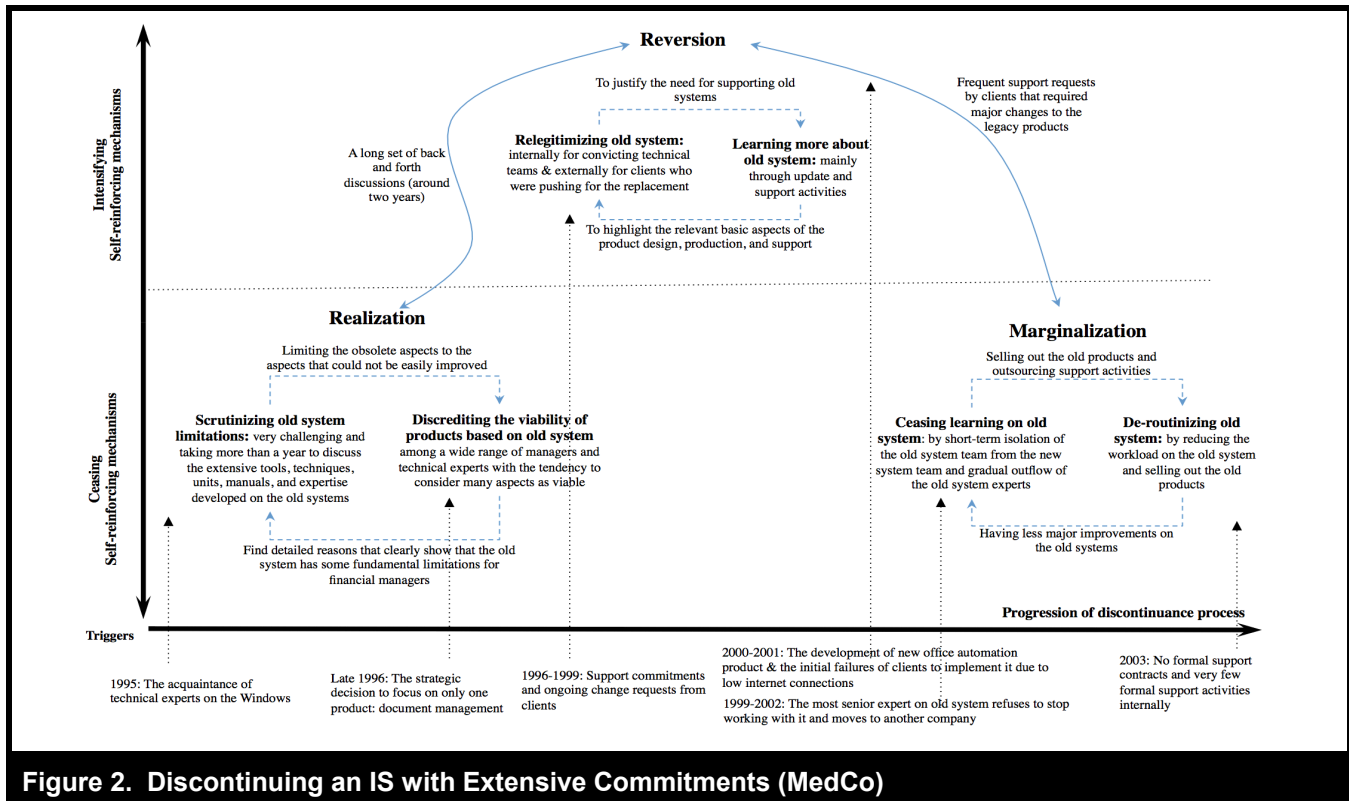 Reversion
To justify the need for supporting old
systems
Frequent support requests
by clients that required
major changes to the
legacy products
Intensifying
Self-reinforcing mechanisms
A long set of back
and forth
discussions (around
two years)
Relegitimizing old system:
internally for convicting technical
teams & externally for clients who
were pushing for the replacement
Learning more about
old system: mainly
through update and
support activities
To highlight the relevant basic aspects of the
product design, production, and support
Realization
Limiting the obsolete aspects to the
aspects that could not be easily improved
Marginalization
Selling out the old products and
outsourcing support activities
Ceasing
Self-reinforcing mechanisms
Scrutinizing old system
limitations: very challenging and
taking more than a year to discuss
the extensive tools, techniques,
units, manuals, and expertise
developed on the old systems
Discrediting the viability of
products based on old system
among a wide range of managers and
technical experts with the tendency to
consider many aspects as viable
Find detailed reasons that clearly show that the old
system has some fundamental limitations for
financial managers
Ceasing learning on old
system: by short-term isolation of
the old system team from the new
system team and gradual outflow of
the old system experts
De-routinizing old
system: by reducing the
workload on the old system
and selling out the old
products
Having less major improvements on
the old systems
Progression of discontinuance process
Triggers
1995: The acquaintance of
technical experts on the Windows
Late 1996: The strategic
decision to focus on only one
product: document management
1996-1999: Support commitments
and ongoing change requests from
clients
2000-2001: The development of new office automation
product & the initial failures of clients to implement it due to
low internet connections
1999-2002: The most senior expert on old system refuses to stop
working with it and moves to another company
2003: No formal support
contracts and very few
formal support activities
internally
Figure 2. Discontinuing an IS with Extensive Commitments (MedCo)